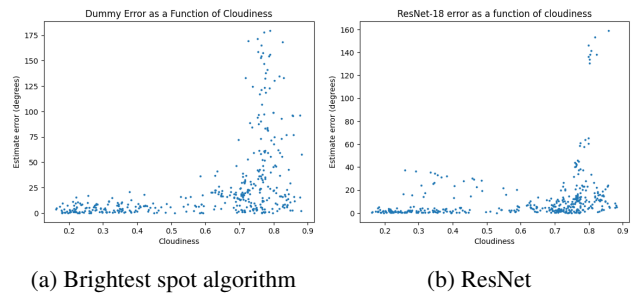 Dummy Error as a Function of Cloudiness
Estimate error (degrees)
175
150
125
100
75
50
25
0
0.2 0.3 0.4 0.5 0.6 0.7 0.8 0.9
Cloudiness
(a) Brightest spot algorithm
ResNet-18 error as a function of cloudiness
Estimate error (degrees)
160
140
120
100
80
60
40
20
0
0.2 0.3 0.4 0.5 0.6 0.7 0.8 0.9
Cloudiness
(b) ResNet